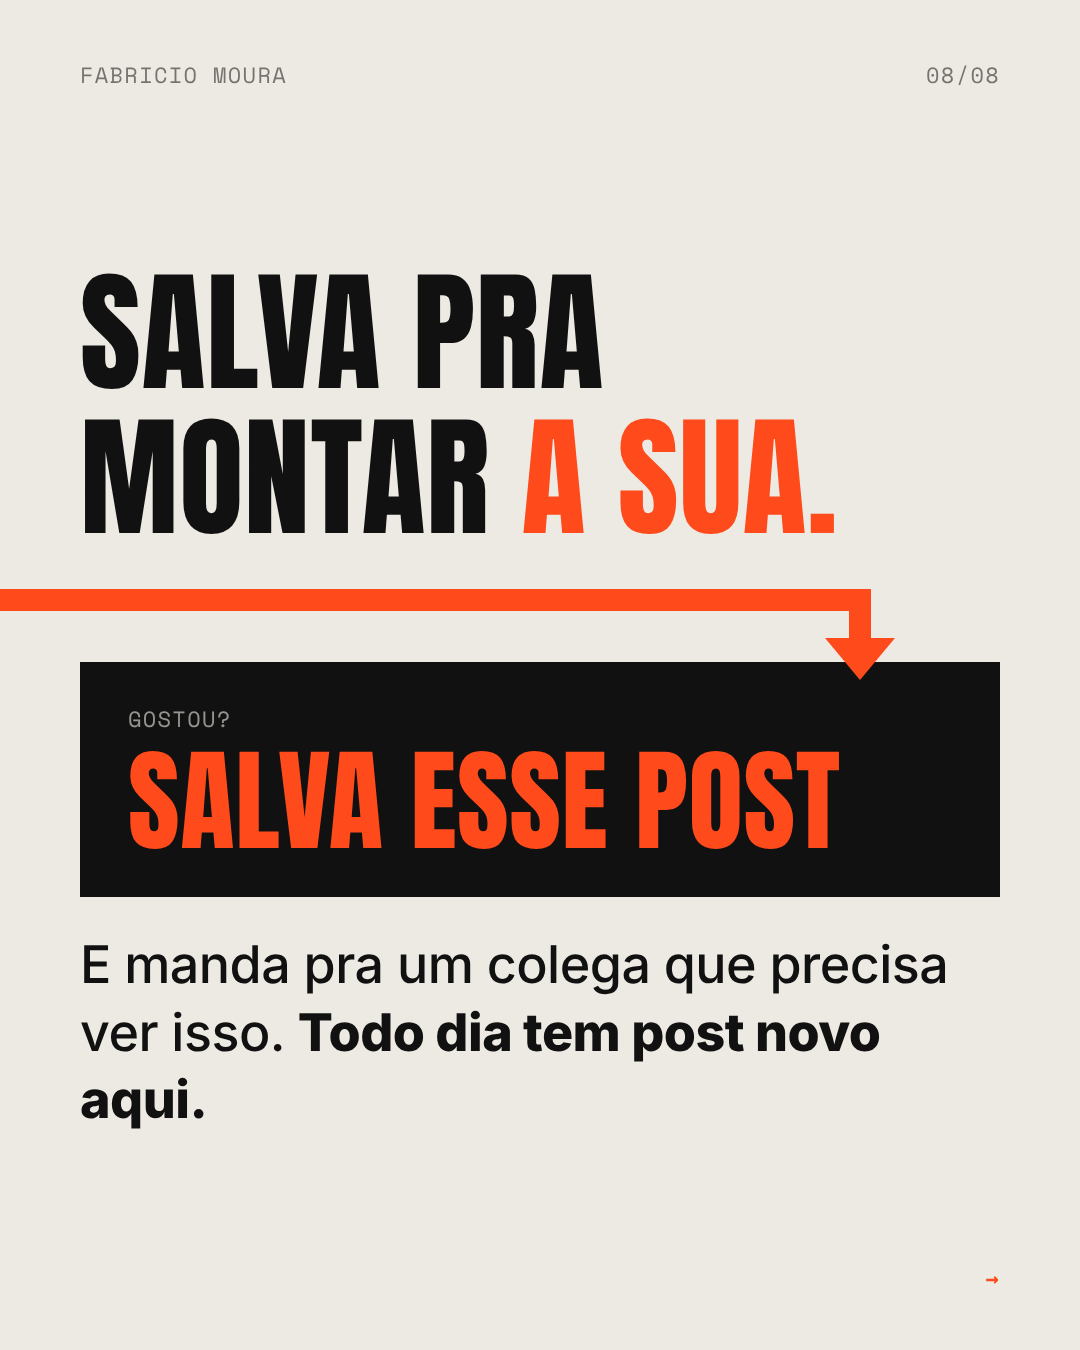 FABRICIO MOURA
08/08
SALVA PRA
MONTAR A SUA.
GOSTOU?
SALVA ESSE POST
E manda pra um colega que precisa
ver isso. Todo dia tem post novo
aqui.
→